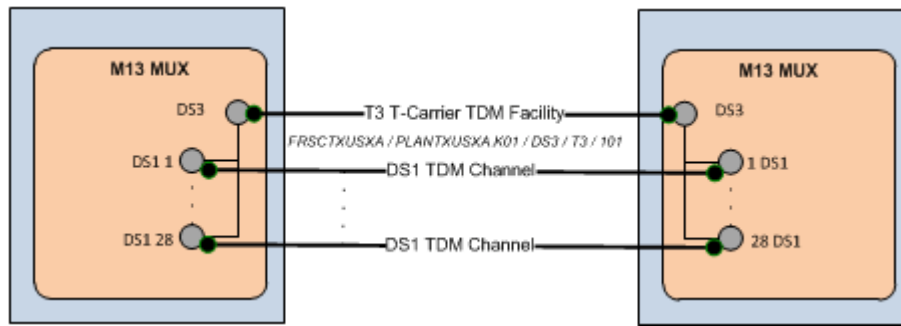 M13 MUX
M13 MUX
DS3
T3 T-Carrier TDM Facility
DS3
FRSCTXUSXA / PLANTXUSXA.K01 / DS3 / T3 / 101
DS1 1
DS1 TDM Channel
1 DS1
DS1 28
DS1 TDM Channel
28 DS1